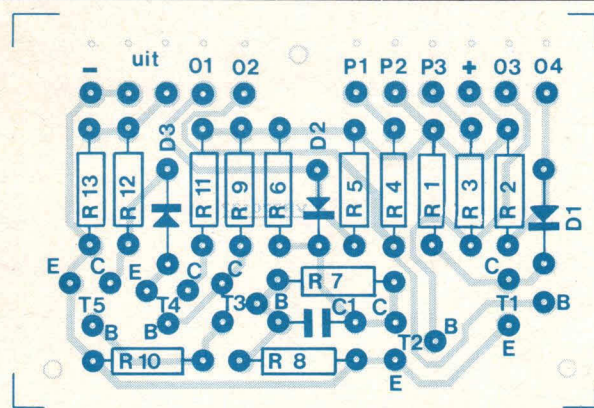 - uit O1 O2 P1 P2 P3 + O3 O4
D3 D2
R 13 R 12 R 11 R 9 R 6 R 5 R 4 R 1 R 3 R 2 D1
E C E C C R 7 C
T5 T4 T3 B C1 C T1 B
B B T2 B E
R 10 R 8 E